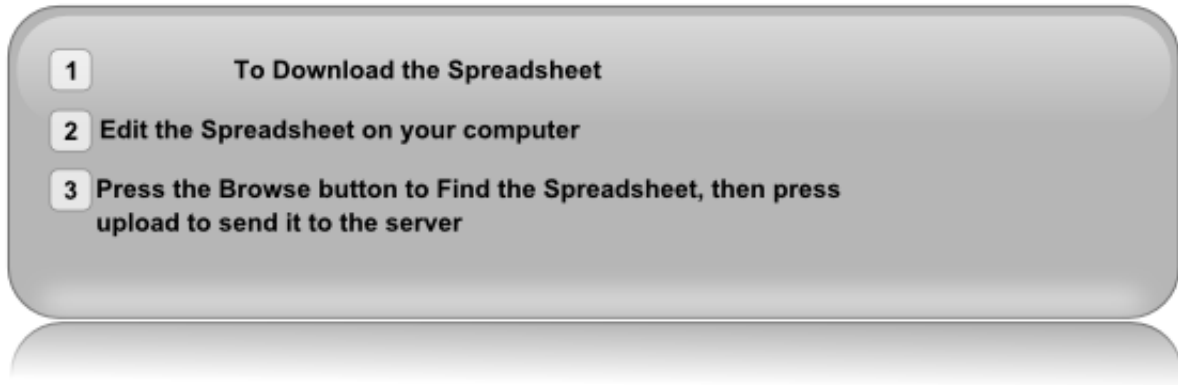 1 To Download the Spreadsheet
2 Edit the Spreadsheet on your computer
3 Press the Browse button to Find the Spreadsheet, then press
upload to send it to the server